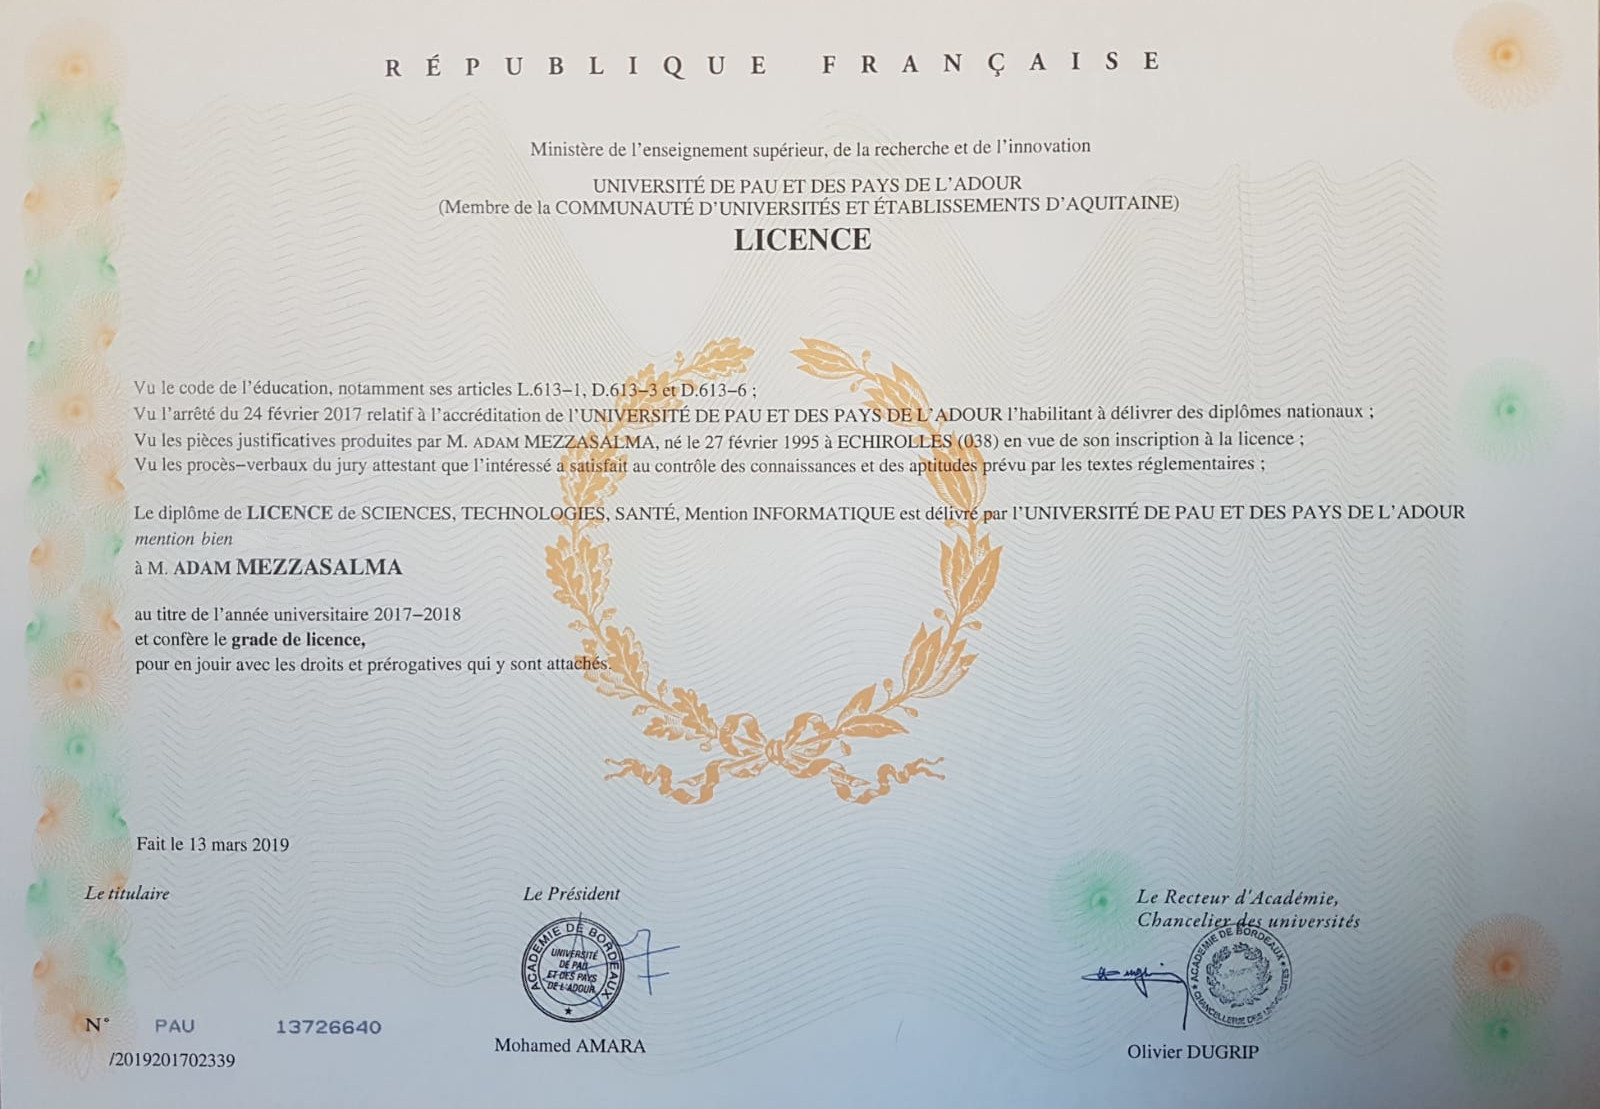 RÉPUBLIQUE FRANÇAISE
Ministère de l'enseignement supérieur, de la recherche et de l'innovation
UNIVERSITÉ DE PAU ET DES PAYS DE L'ADOUR
(Membre de la COMMUNAUTÉ D'UNIVERSITÉS ET ÉTABLISSEMENTS D'AQUITAINE)
LICENCE
Vu le code de l'éducation, notamment ses articles L.613-1, D.613-3 et D.613-6 ;
Vu l'arrêté du 24 février 2017 relatif à l'accréditation de l'UNIVERSITÉ DE PAU ET DES PAYS DE L'ADOUR l'habilitant à délivrer des diplômes nationaux ;
Vu les pièces justificatives produites par M. ADAM MEZZASALMA, né le 27 février 1995 à ECHIROLLES (038) en vue de son inscription à la licence ;
Vu les procès-verbaux du jury attestant que l'intéressé a satisfait au contrôle des connaissances et des aptitudes prévu par les textes réglementaires ;
Le diplôme de LICENCE de SCIENCES, TECHNOLOGIES, SANTÉ, Mention INFORMATIQUE est délivré par l'UNIVERSITÉ DE PAU ET DES PAYS DE L'ADOUR
mention bien
à M. ADAM MEZZASALMA
au titre de l'année universitaire 2017-2018
et confère le grade de licence,
pour en jouir avec les droits et prérogatives qui y sont attachés.
Fait le 13 mars 2019
Le titulaire
Le Président
Le Recteur d'Académie,
Chancelier des universités
ACADÉMIE DE BORDEAUX
UNIVERSITÉ
DE PAU
ET DES PAYS
DE L'ADOUR
ACADÉMIE DE BORDEAUX
CHANCELLERIE DES UNIVERSITÉS
N° PAU 13726640
/2019201702339
Mohamed AMARA
Olivier DUGRIP